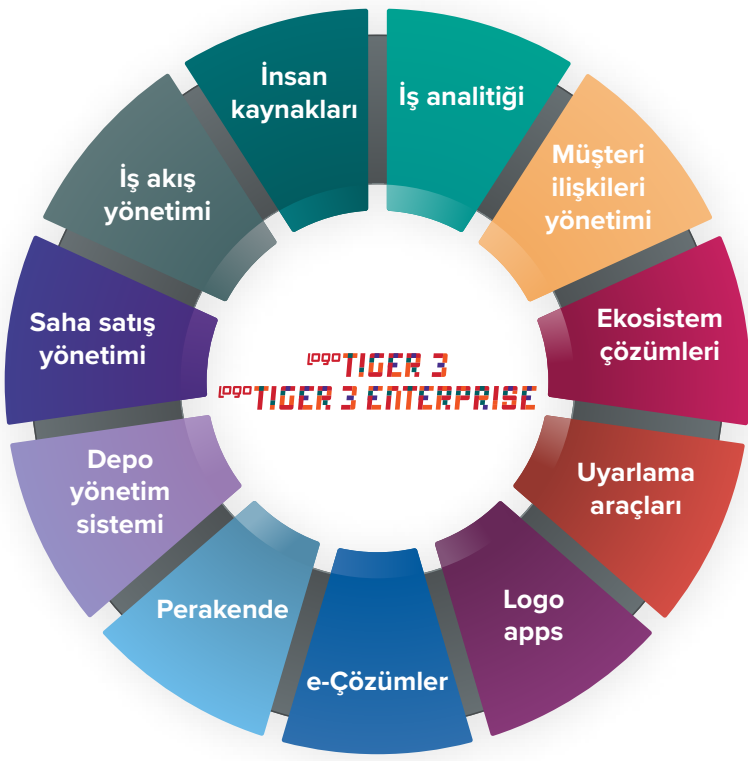 İnsan
kaynakları
İş analitiği
Müşteri
ilişkileri
yönetimi
Ekosistem
çözümleri
Uyarlama
araçları
Logo
apps
e-Çözümler
Perakende
Depo
yönetim
sistemi
Saha satış
yönetimi
İş akış
yönetimi
LOGO TIGER 3
LOGO TIGER 3 ENTERPRISE